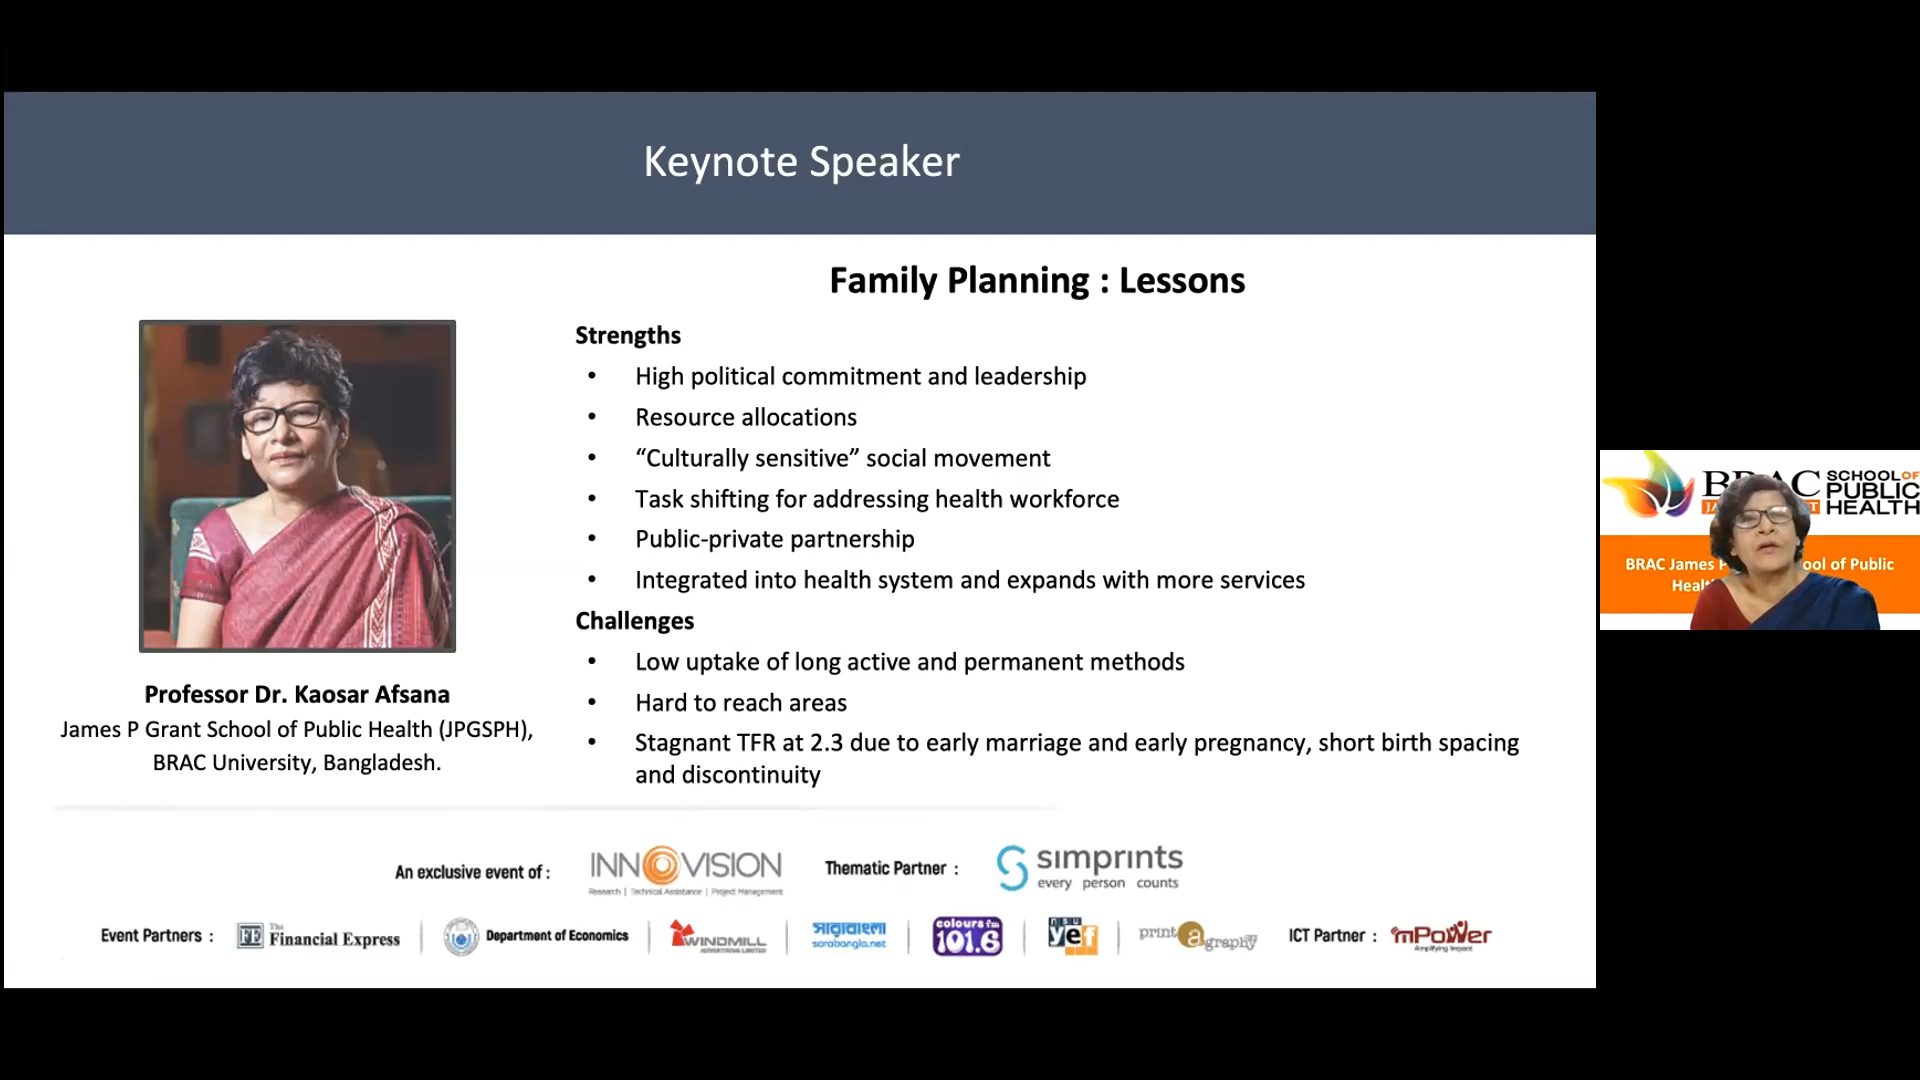 Keynote Speaker
Family Planning : Lessons
Strengths
• High political commitment and leadership
• Resource allocations
• “Culturally sensitive” social movement
• Task shifting for addressing health workforce
• Public-private partnership
• Integrated into health system and expands with more services
Challenges
• Low uptake of long active and permanent methods
• Hard to reach areas
• Stagnant TFR at 2.3 due to early marriage and early pregnancy, short birth spacing
and discontinuity
Professor Dr. Kaosar Afsana
James P Grant School of Public Health (JPGSPH),
BRAC University, Bangladesh.
An exclusive event of :
INNOVISION
Research | Technical Assistance | Project Management
Thematic Partner :
simprints
every person counts
Event Partners :
FE The Financial Express
Department of Economics
WINDMILL
ADVERTISING LIMITED
সারাবাংলা
sarabangla.net
colours fm
101.6
nsu
yef
print a graphy
ICT Partner :
mPower
Amplifying Impact
BRAC
SCHOOL OF
PUBLIC
HEALTH
BRAC James P ool of Public
Heal